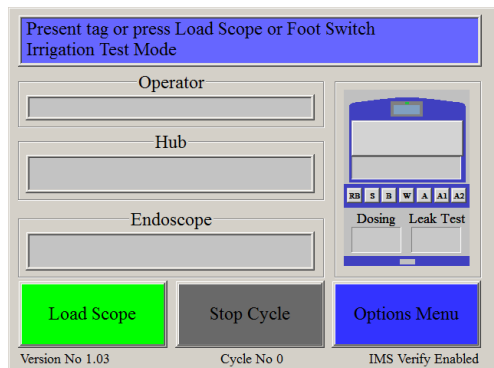 Present tag or press Load Scope or Foot Switch
Irrigation Test Mode
Operator
Hub
Endoscope
RB S B W A A1 A2
Dosing Leak Test
Load Scope
Stop Cycle
Options Menu
Version No 1.03
Cycle No 0
IMS Verify Enabled